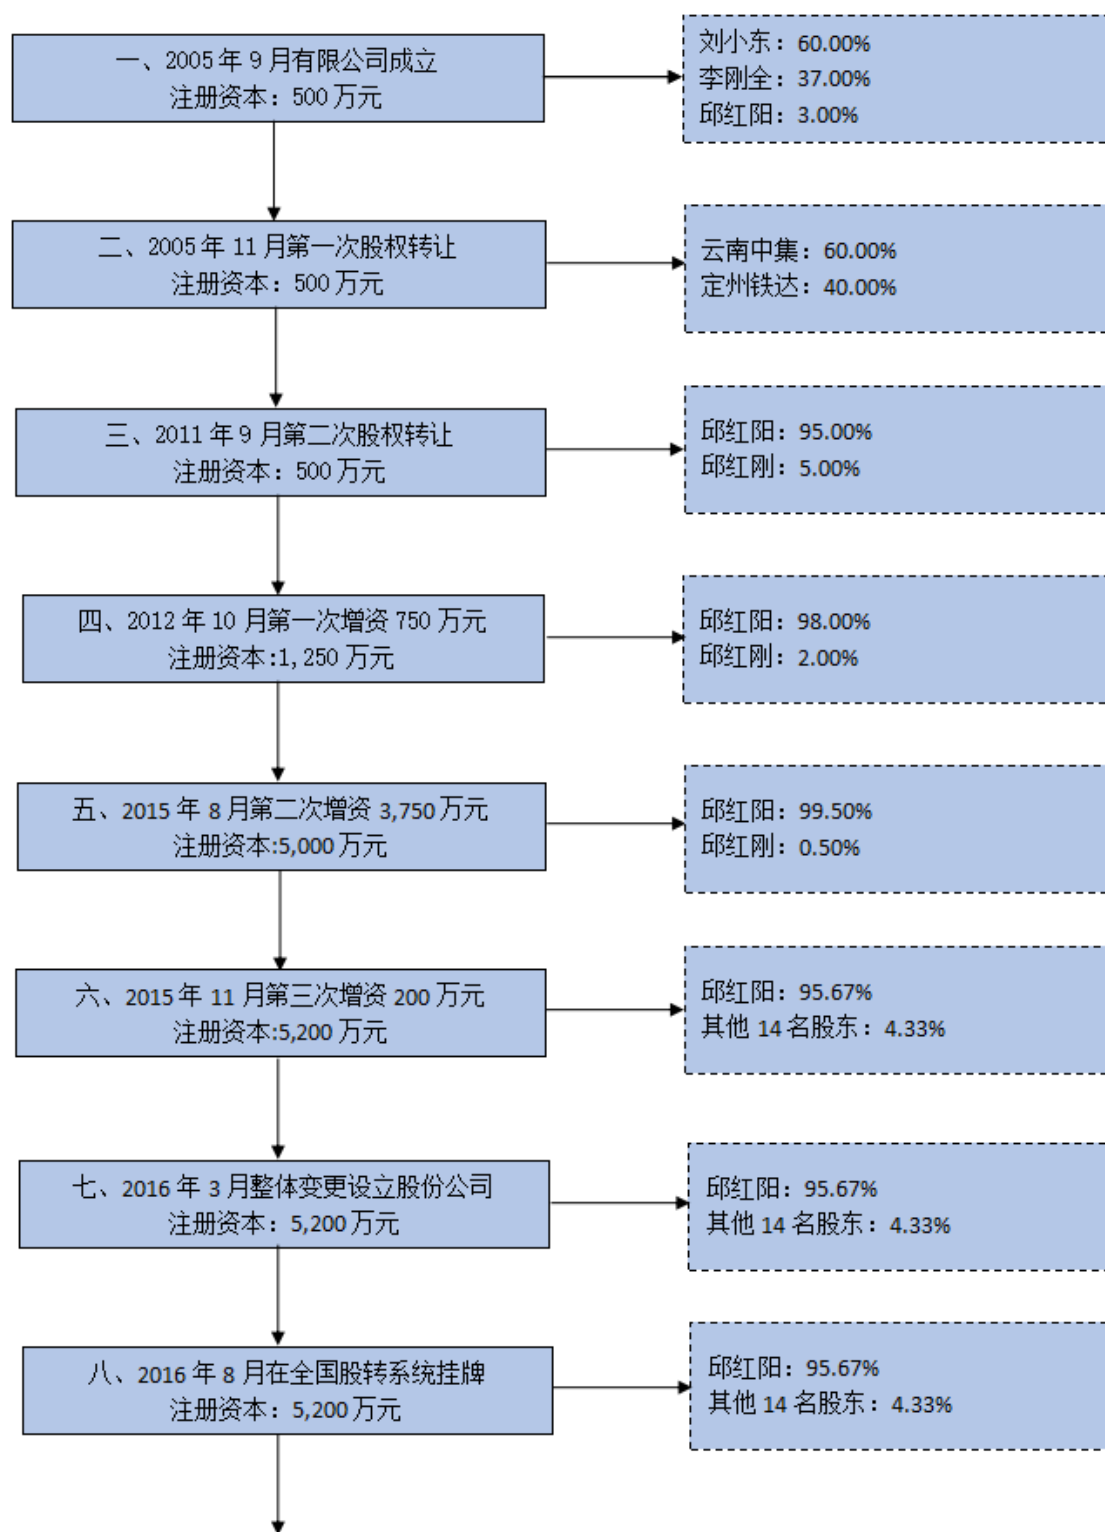 一、2005年9月有限公司成立
注册资本：500万元
刘小东：60.00%
李刚全：37.00%
邱红阳：3.00%
二、2005年11月第一次股权转让
注册资本：500万元
云南中集：60.00%
定州铁达：40.00%
三、2011年9月第二次股权转让
注册资本：500万元
邱红阳：95.00%
邱红刚：5.00%
四、2012年10月第一次增资750万元
注册资本:1,250万元
邱红阳：98.00%
邱红刚：2.00%
五、2015年8月第二次增资3,750万元
注册资本:5,000万元
邱红阳：99.50%
邱红刚：0.50%
六、2015年11月第三次增资200万元
注册资本:5,200万元
邱红阳：95.67%
其他14名股东：4.33%
七、2016年3月整体变更设立股份公司
注册资本：5,200万元
邱红阳：95.67%
其他14名股东：4.33%
八、2016年8月在全国股转系统挂牌
注册资本：5,200万元
邱红阳：95.67%
其他14名股东：4.33%